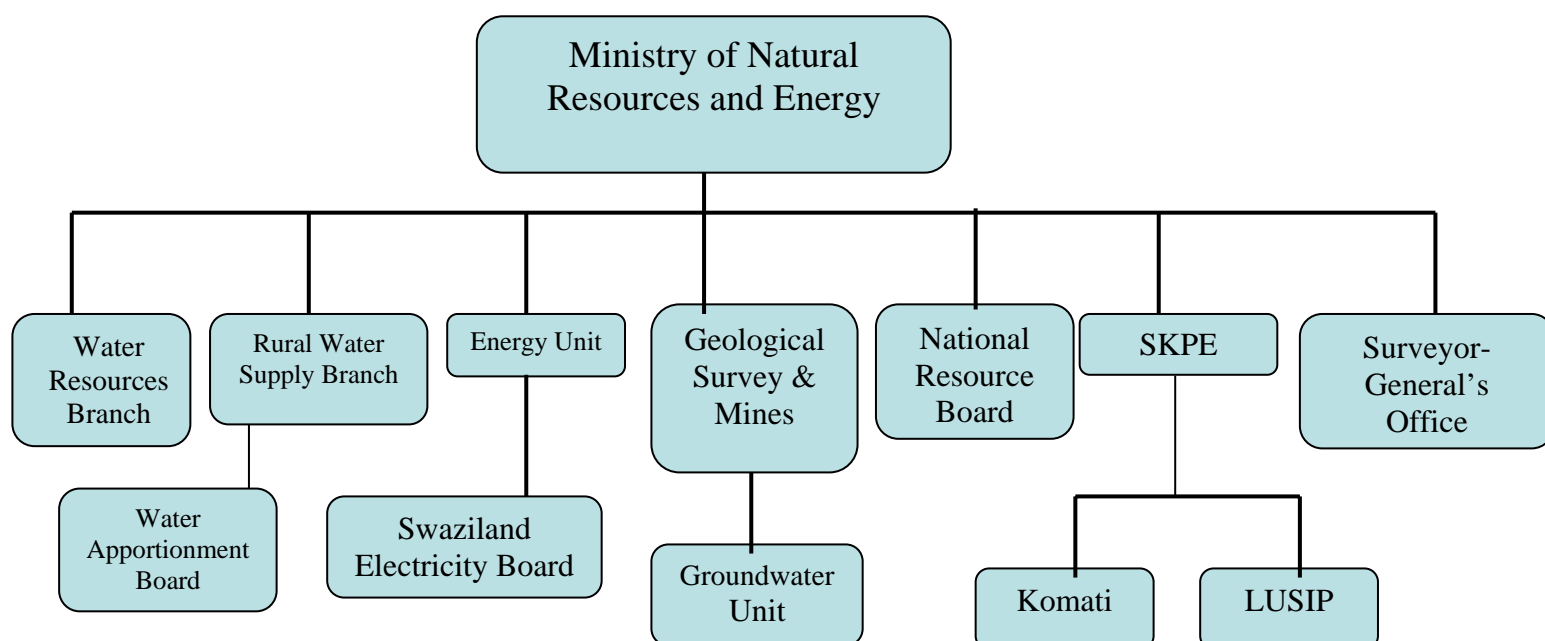 Ministry of Natural
Resources and Energy
Water
Resources
Branch
Rural Water
Supply Branch
Energy Unit
Geological
Survey &
Mines
National
Resource
Board
SKPE
Surveyor-
General’s
Office
Water
Apportionment
Board
Swaziland
Electricity Board
Groundwater
Unit
Komati
LUSIP